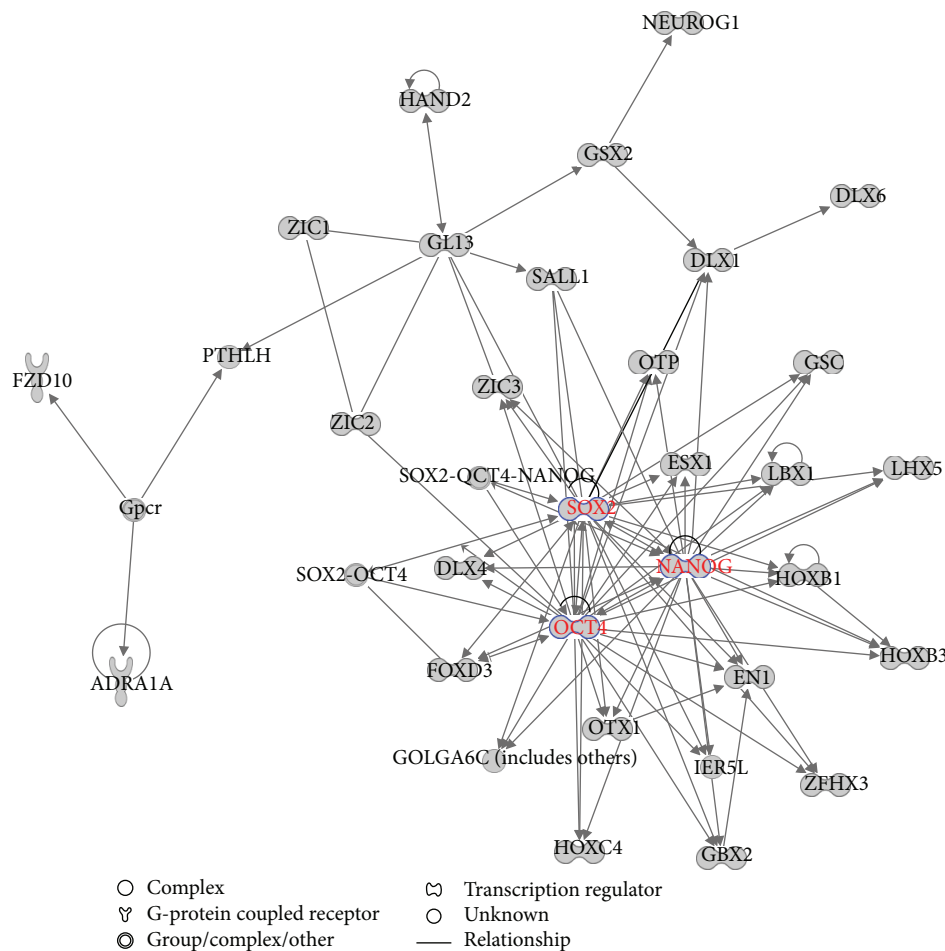 NEUROG1
HAND2
GSX2
DLX6
ZIC1
GL13
DLX1
SALL1
PTHLH
OTP
GSC
FZD10
ZIC3
ZIC2
ESX1
SOX2-QCT4-NANOG
LBX1
LHX5
Gpcr
SOX2
SOX2-OCT4
DLX4
NANOG
HOXB1
OCT4
HOXB3
FOXD3
EN1
ADRA1A
OTX1
GOLGA6C (includes others)
IER5L
ZFHX3
HOXC4
GBX2
Complex
G-protein coupled receptor
Group/complex/other
Transcription regulator
Unknown
Relationship